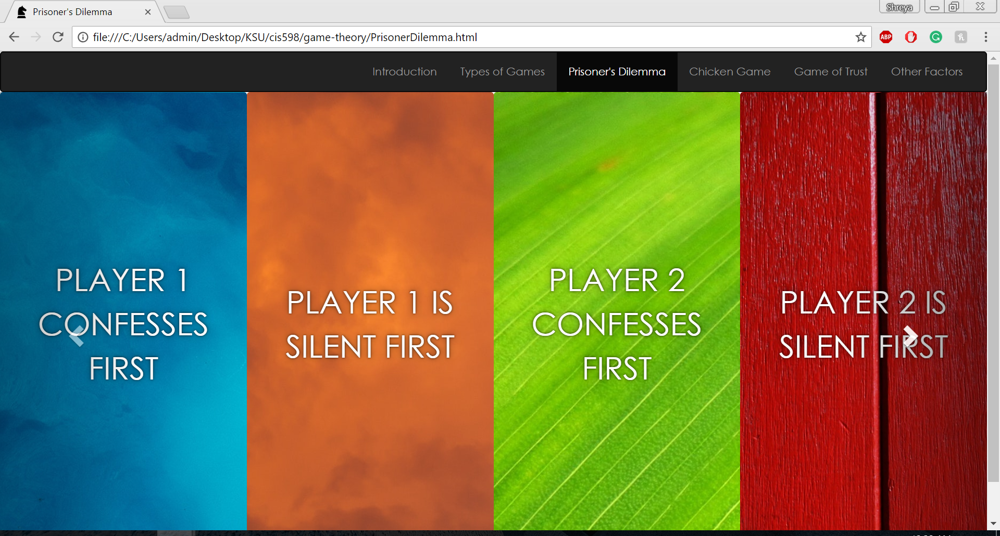 Prisoner's Dilemma
Shreya
file:///C:/Users/admin/Desktop/KSU/cis598/game-theory/PrisonerDilemma.html
ABP
Introduction
Types of Games
Prisoner's Dilemma
Chicken Game
Game of Trust
Other Factors
PLAYER 1
CONFESSES
FIRST
PLAYER 1 IS
SILENT FIRST
PLAYER 2
CONFESSES
FIRST
PLAYER 2 IS
SILENT FIRST